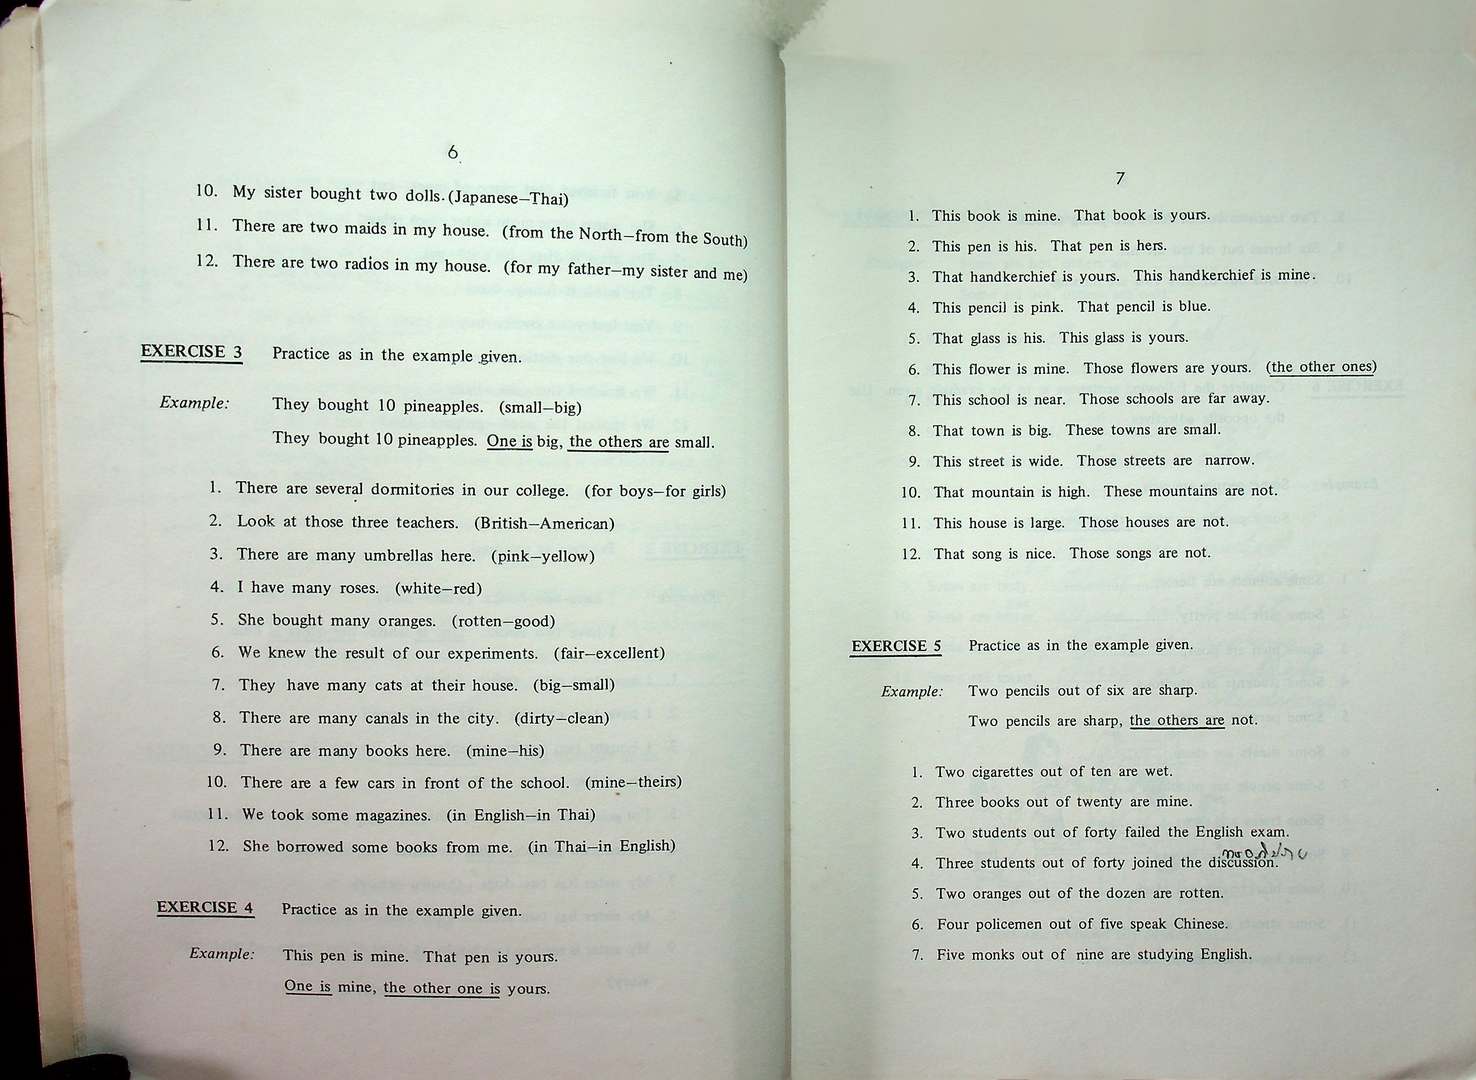 6
10. My sister bought two dolls. (Japanese—Thai)
11. There are two maids in my house. (from the North—from the South)
12. There are two radios in my house. (for my father—my sister and me)
EXERCISE 3 Practice as in the example given.
Example: They bought 10 pineapples. (small—big)
They bought 10 pineapples. One is big, the others are small.
1. There are several dormitories in our college. (for boys—for girls)
2. Look at those three teachers. (British—American)
3. There are many umbrellas here. (pink—yellow)
4. I have many roses. (white—red)
5. She bought many oranges. (rotten—good)
6. We knew the result of our experiments. (fair—excellent)
7. They have many cats at their house. (big—small)
8. There are many canals in the city. (dirty—clean)
9. There are many books here. (mine—his)
10. There are a few cars in front of the school. (mine—theirs)
11. We took some magazines. (in English—in Thai)
12. She borrowed some books from me. (in Thai—in English)
EXERCISE 4 Practice as in the example given.
Example: This pen is mine. That pen is yours.
One is mine, the other one is yours.
7
1. This book is mine. That book is yours.
2. This pen is his. That pen is hers.
3. That handkerchief is yours. This handkerchief is mine.
4. This pencil is pink. That pencil is blue.
5. That glass is his. This glass is yours.
6. This flower is mine. Those flowers are yours. (the other ones)
7. This school is near. Those schools are far away.
8. That town is big. These towns are small.
9. This street is wide. Those streets are narrow.
10. That mountain is high. These mountains are not.
11. This house is large. Those houses are not.
12. That song is nice. Those songs are not.
EXERCISE 5 Practice as in the example given.
Example: Two pencils out of six are sharp.
Two pencils are sharp, the others are not.
1. Two cigarettes out of ten are wet.
2. Three books out of twenty are mine.
3. Two students out of forty failed the English exam.
4. Three students out of forty joined the discussion.
5. Two oranges out of the dozen are rotten.
6. Four policemen out of five speak Chinese.
7. Five monks out of nine are studying English.